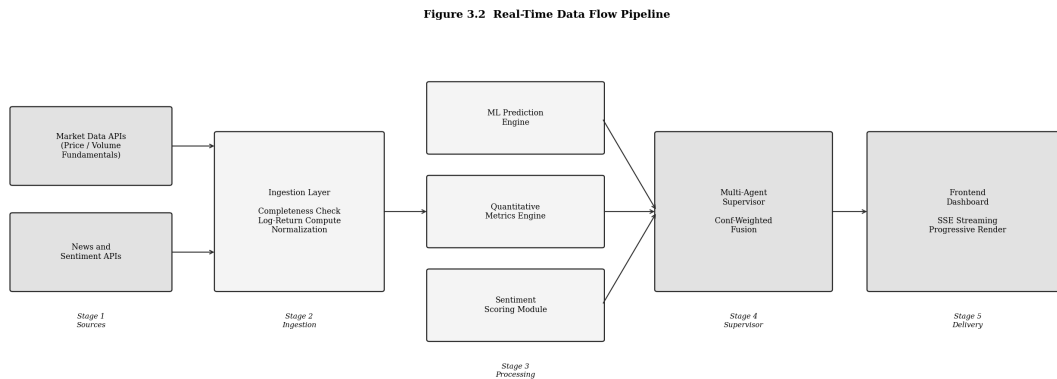 Figure 3.2 Real-Time Data Flow Pipeline
Market Data APIs
(Price / Volume
Fundamentals)
News and
Sentiment APIs
Stage 1
Sources
Ingestion Layer
Completeness Check
Log-Return Compute
Normalization
Stage 2
Ingestion
ML Prediction
Engine
Quantitative
Metrics Engine
Sentiment
Scoring Module
Stage 3
Processing
Multi-Agent
Supervisor
Conf-Weighted
Fusion
Stage 4
Supervisor
Frontend
Dashboard
SSE Streaming
Progressive Render
Stage 5
Delivery